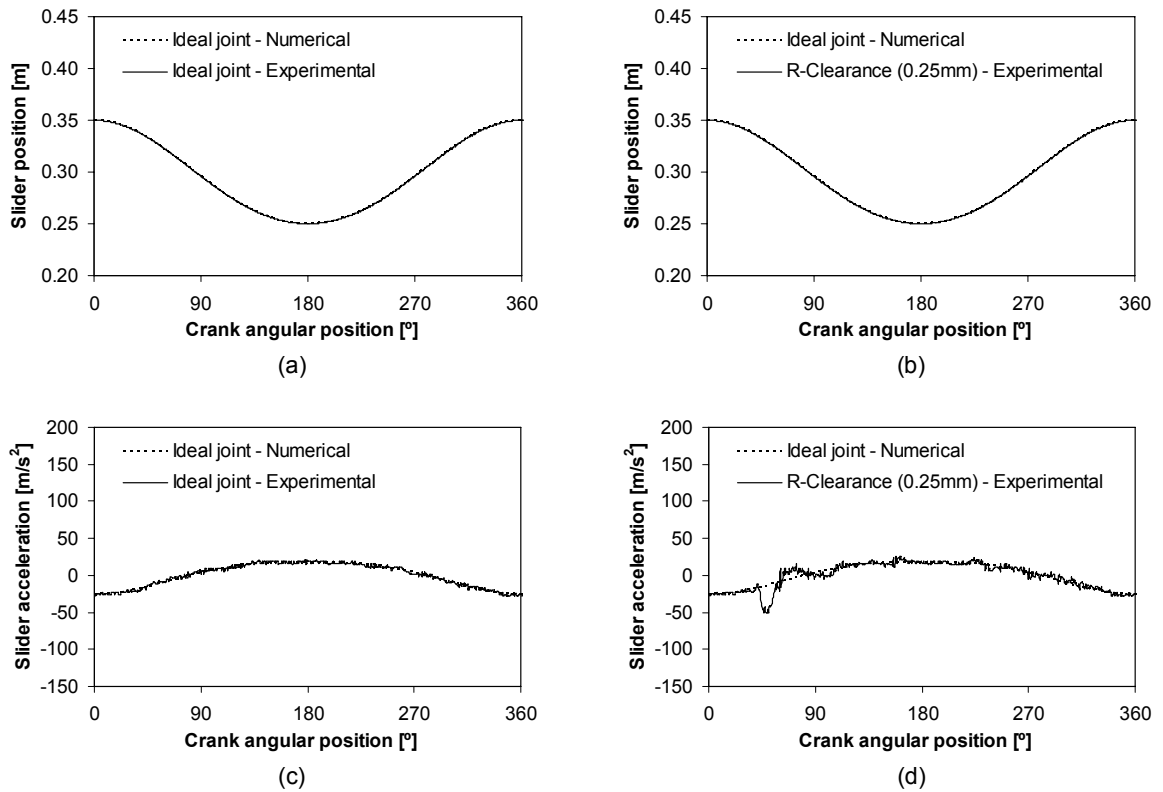 0.45
0.40
0.35
0.30
0.25
0.20
Slider position [m]
Ideal joint - Numerical
Ideal joint - Experimental
0 90 180 270 360
Crank angular position [º]
(a)
0.45
0.40
0.35
0.30
0.25
0.20
Slider position [m]
Ideal joint - Numerical
R-Clearance (0.25mm) - Experimental
0 90 180 270 360
Crank angular position [º]
(b)
200
150
100
50
0
-50
-100
-150
Slider acceleration [m/s²]
Ideal joint - Numerical
Ideal joint - Experimental
0 90 180 270 360
Crank angular position [º]
(c)
200
150
100
50
0
-50
-100
-150
Slider acceleration [m/s²]
Ideal joint - Numerical
R-Clearance (0.25mm) - Experimental
0 90 180 270 360
Crank angular position [º]
(d)